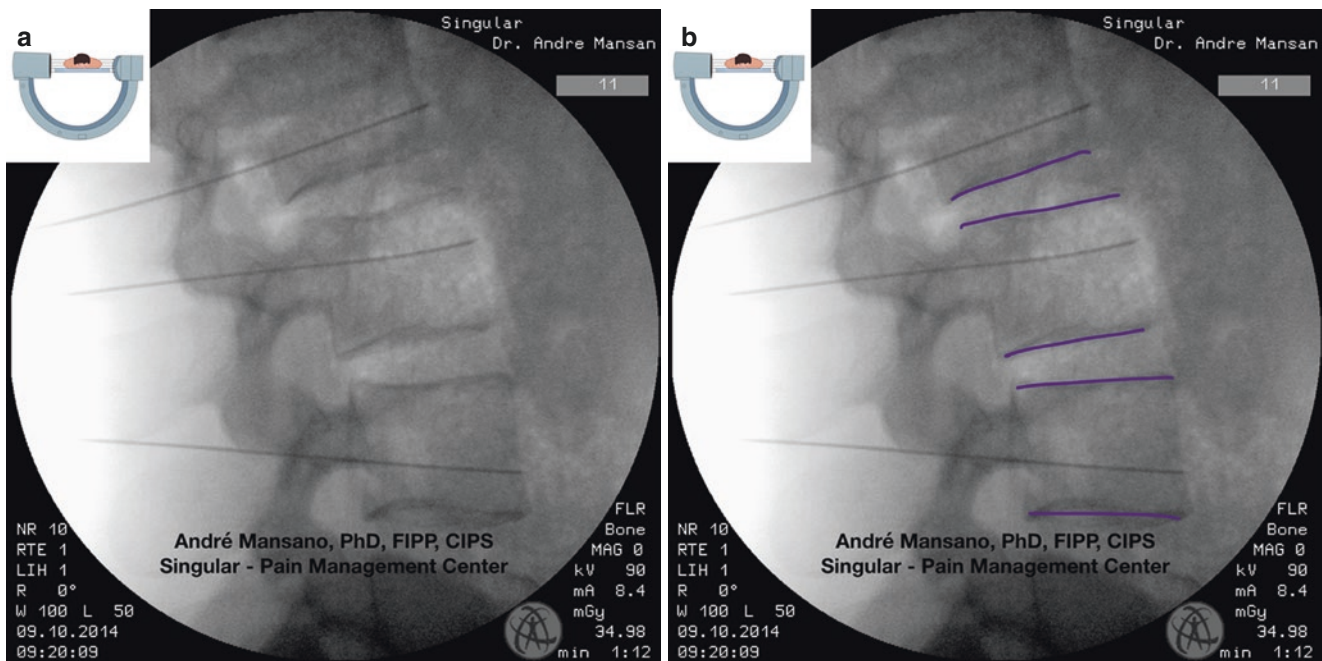 a
Singular
Dr. Andre Mansan
11
NR 10
RTE 1
LIH 1
R 0°
W 100 L 50
09.10.2014
09:20:09
André Mansano, PhD, FIPP, CIPS
Singular - Pain Management Center
FLR
Bone
MAG 0
kV 90
mA 8.4
mGy
34.98
min 1:12
b
Singular
Dr. Andre Mansan
11
NR 10
RTE 1
LIH 1
R 0°
W 100 L 50
09.10.2014
09:20:09
André Mansano, PhD, FIPP, CIPS
Singular - Pain Management Center
FLR
Bone
MAG 0
kV 90
mA 8.4
mGy
34.98
min 1:12